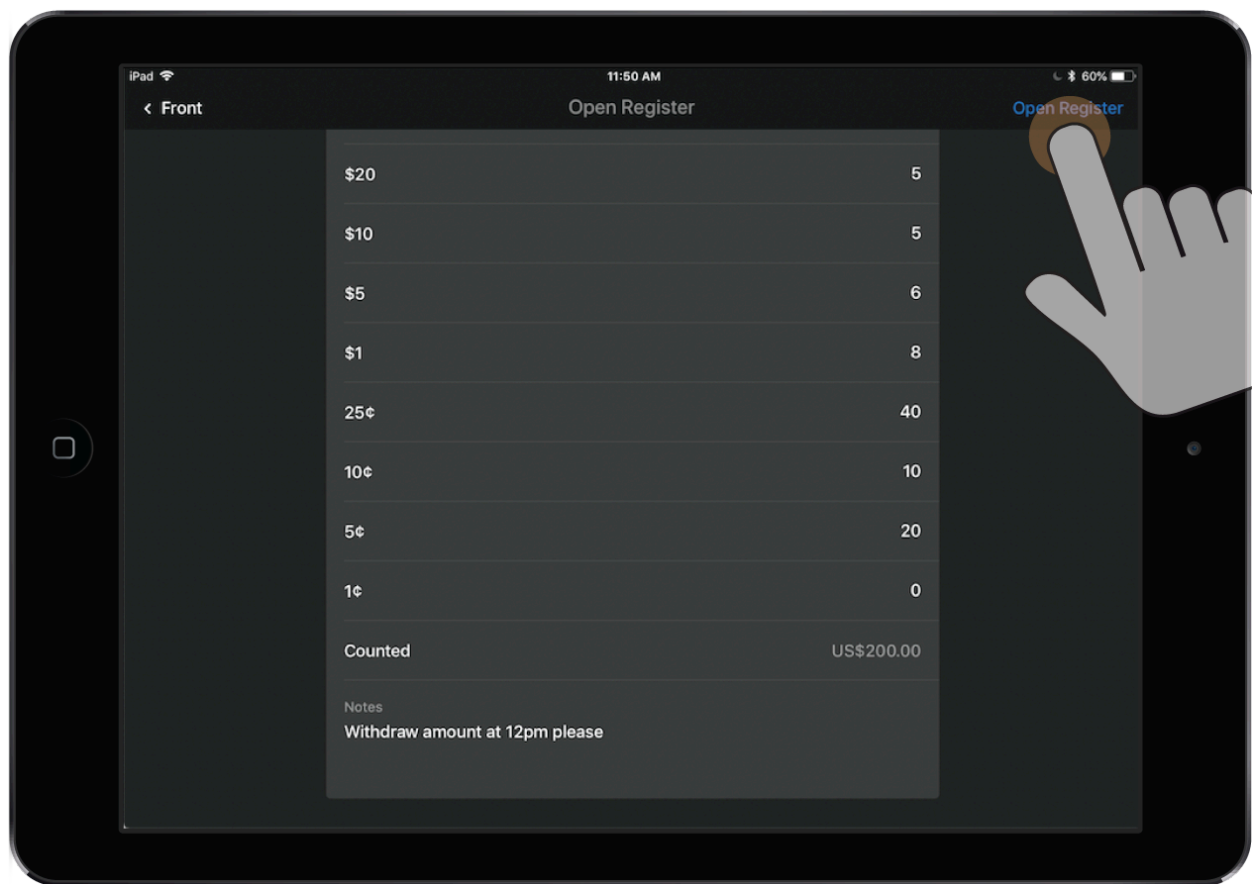 iPad 11:50 AM 60%
< Front Open Register Open Register
$20 5
$10 5
$5 6
$1 8
25¢ 40
10¢ 10
5¢ 20
1¢ 0
Counted US$200.00
Notes
Withdraw amount at 12pm please